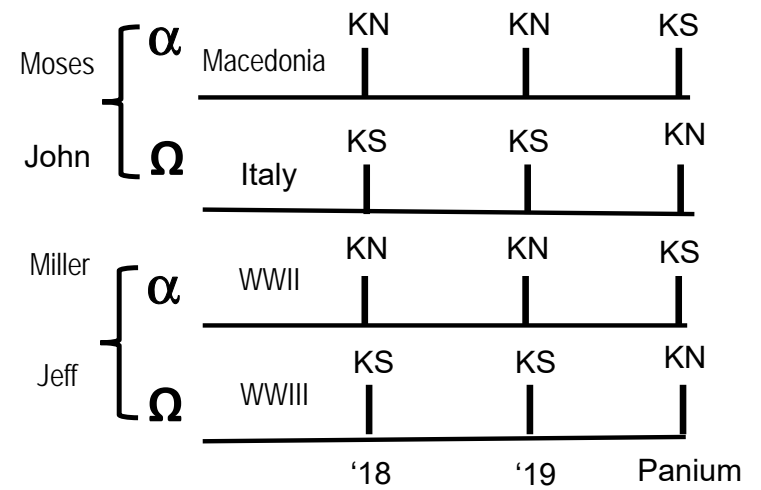 KN KN KS
Moses α Macedonia
KS KS KN
John Ω Italy
KN KN KS
Miller α WWII
KS KS KN
Jeff Ω WWIII
‘18 ‘19 Panium